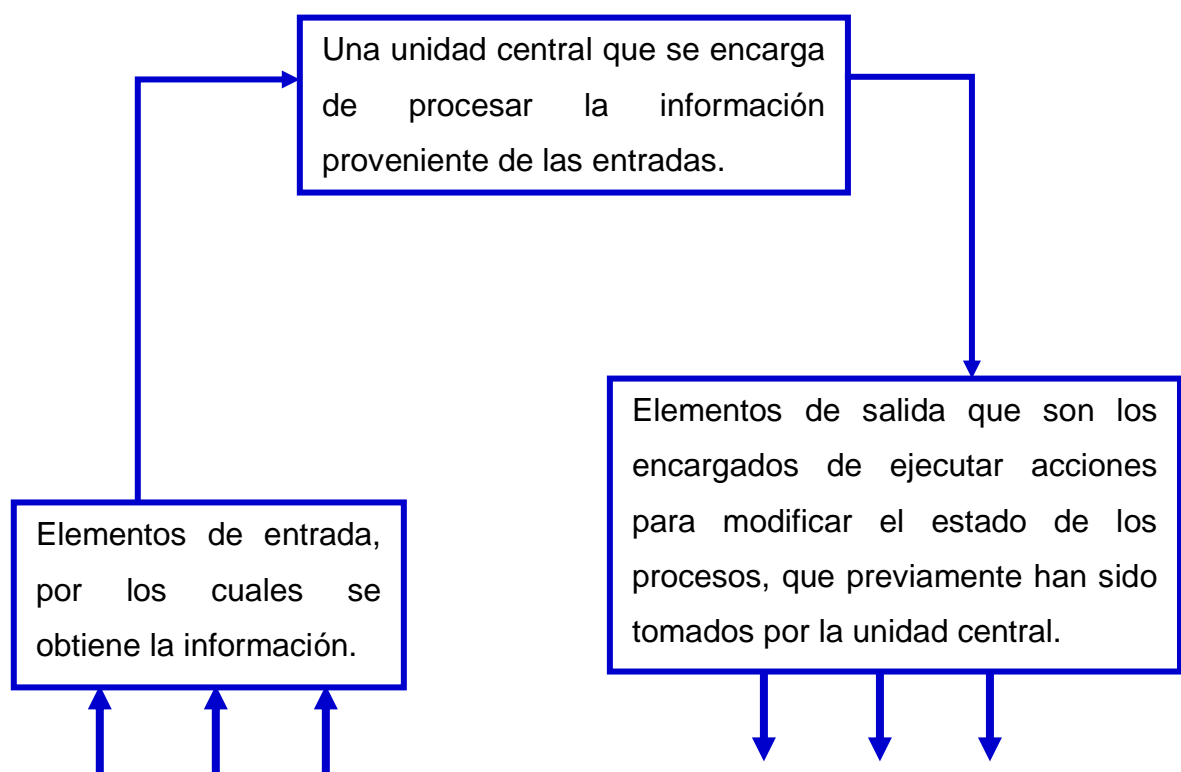 Una unidad central que se encarga
de procesar la información
proveniente de las entradas.
Elementos de salida que son los
encargados de ejecutar acciones
para modificar el estado de los
procesos, que previamente han sido
tomados por la unidad central.
Elementos de entrada,
por los cuales se
obtiene la información.